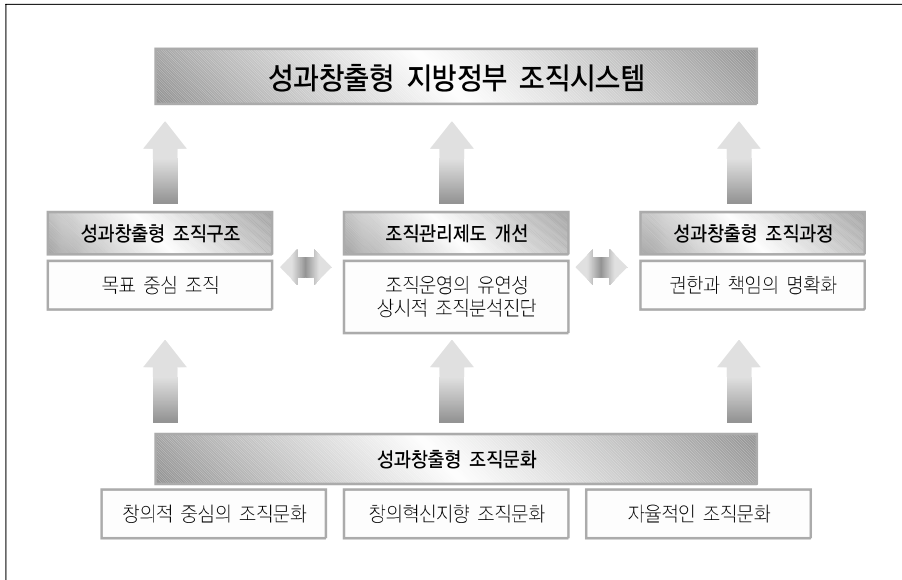 성과창출형 지방정부 조직시스템
성과창출형 조직구조
목표 중심 조직
조직관리제도 개선
조직운영의 유연성
상시적 조직분석진단
성과창출형 조직과정
권한과 책임의 명확화
성과창출형 조직문화
창의적 중심의 조직문화
창의혁신지향 조직문화
자율적인 조직문화